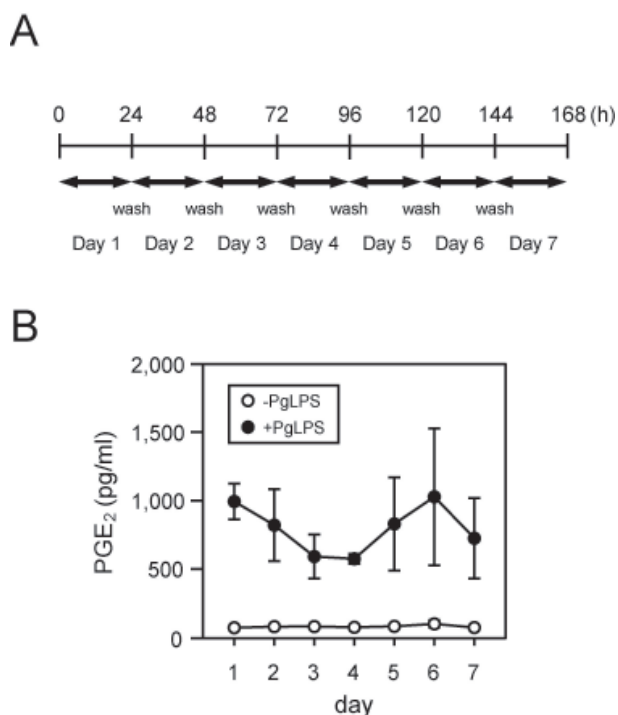 A
0 24 48 72 96 120 144 168 (h)
wash wash wash wash wash wash
Day 1 Day 2 Day 3 Day 4 Day 5 Day 6 Day 7
B
2,000
1,500
1,000
500
0
PGE₂ (pg/ml)
-PgLPS
+PgLPS
1 2 3 4 5 6 7
day